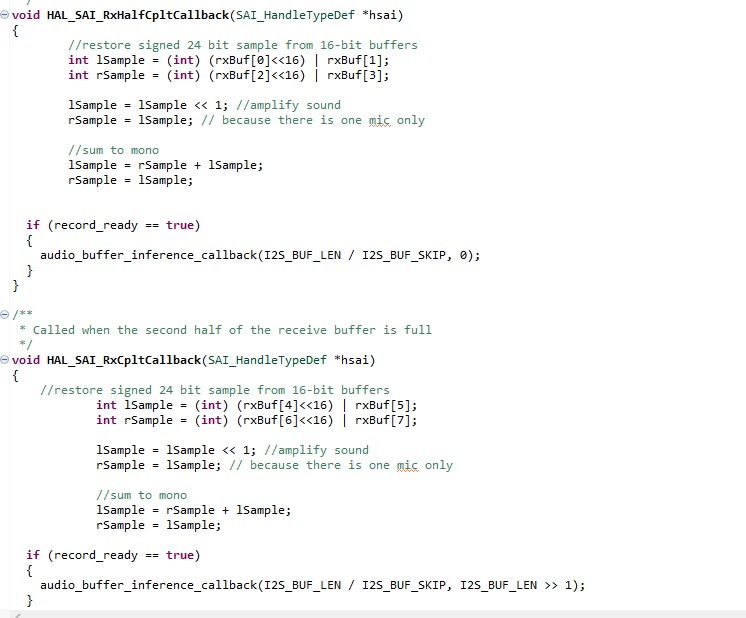 */
void HAL_SAI_RxHalfCpltCallback(SAI_HandleTypeDef *hsai)
{
//restore signed 24 bit sample from 16-bit buffers
int lSample = (int) (rxBuf[0]<<16) | rxBuf[1];
int rSample = (int) (rxBuf[2]<<16) | rxBuf[3];
lSample = lSample << 1; //amplify sound
rSample = lSample; // because there is one mic only
//sum to mono
lSample = rSample + lSample;
rSample = lSample;
if (record_ready == true)
{
audio_buffer_inference_callback(I2S_BUF_LEN / I2S_BUF_SKIP, 0);
}
}
/**
* Called when the second half of the receive buffer is full
*/
void HAL_SAI_RxCpltCallback(SAI_HandleTypeDef *hsai)
{
//restore signed 24 bit sample from 16-bit buffers
int lSample = (int) (rxBuf[4]<<16) | rxBuf[5];
int rSample = (int) (rxBuf[6]<<16) | rxBuf[7];
lSample = lSample << 1; //amplify sound
rSample = lSample; // because there is one mic only
//sum to mono
lSample = rSample + lSample;
rSample = lSample;
if (record_ready == true)
{
audio_buffer_inference_callback(I2S_BUF_LEN / I2S_BUF_SKIP, I2S_BUF_LEN >> 1);
}